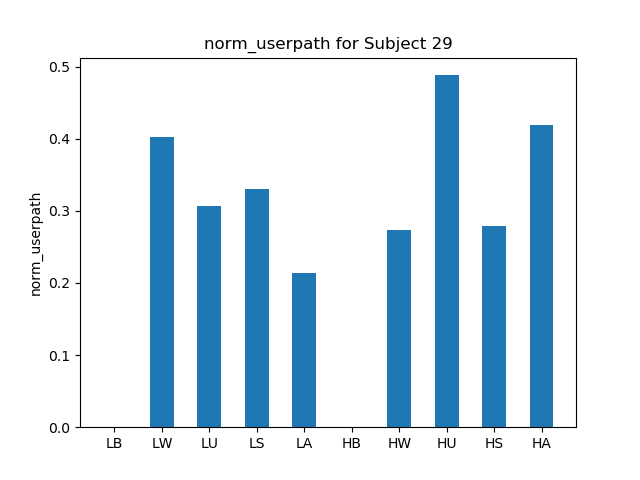 norm_userpath for Subject 29
norm_userpath
0.5
0.4
0.3
0.2
0.1
0.0
LB LW LU LS LA HB HW HU HS HA